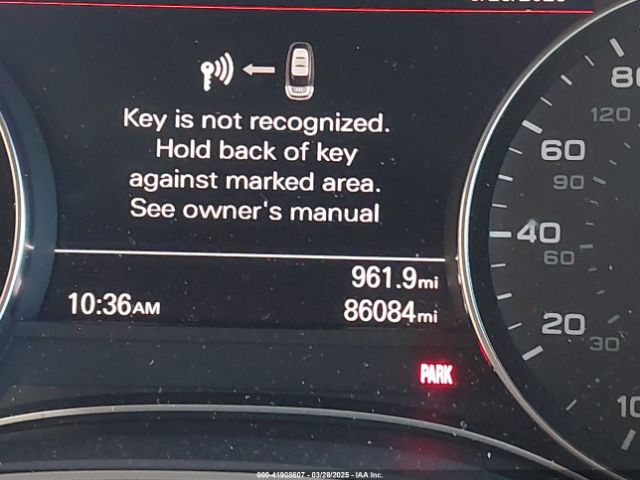 Key is not recognized.
Hold back of key
against marked area.
See owner's manual
961.9mi
10:36AM 86084mi
PARK
80
120
60
90
40
60
20
30
000-41908607 - 03/28/2025 - IAA Inc.